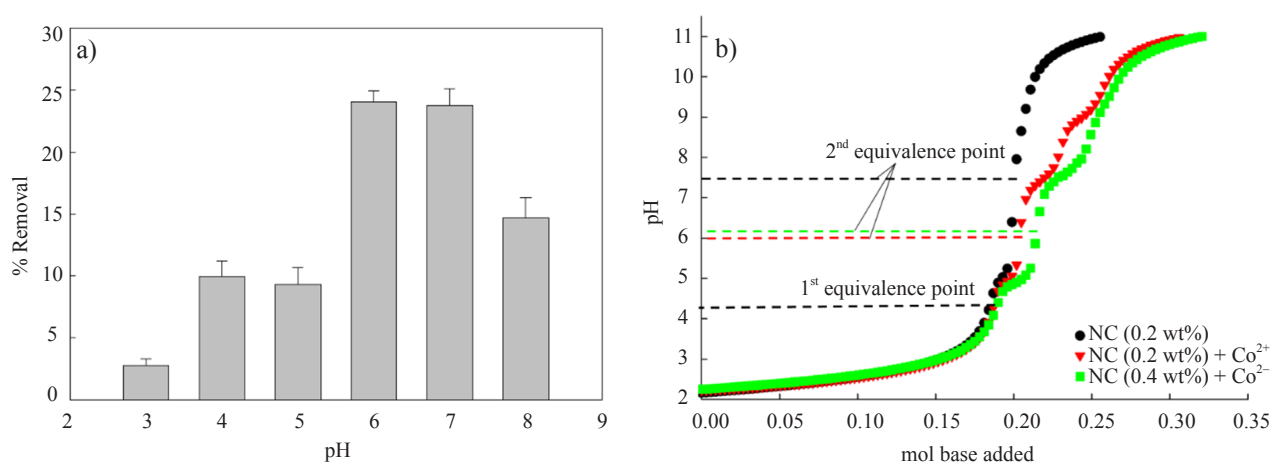 a)
30
25
20
15
10
5
0
% Removal
2 3 4 5 6 7 8 9
pH
b)
11
10
9
8
7
6
5
4
3
2
pH
2nd equivalence point
1st equivalence point
NC (0.2 wt%)
NC (0.2 wt%) + Co2+
NC (0.4 wt%) + Co2−
0.00 0.05 0.10 0.15 0.20 0.25 0.30 0.35
mol base added